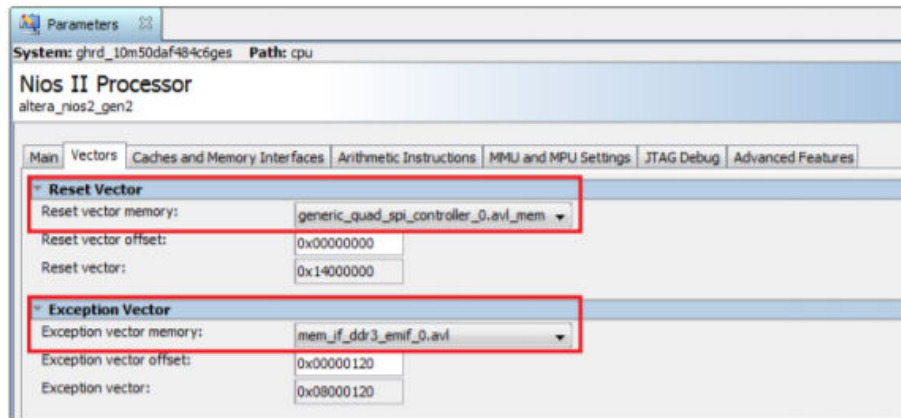 Parameters
System: ghrd_10m50daf484c6ges Path: cpu
Nios II Processor
altera_nios2_gen2
Main Vectors Caches and Memory Interfaces Arithmetic Instructions MMU and MPU Settings JTAG Debug Advanced Features
Reset Vector
Reset vector memory: generic_quad_spi_controller_0.avl_mem
Reset vector offset: 0x00000000
Reset vector: 0x14000000
Exception Vector
Exception vector memory: mem_if_ddr3_emif_0.avl
Exception vector offset: 0x00000120
Exception vector: 0x08000120